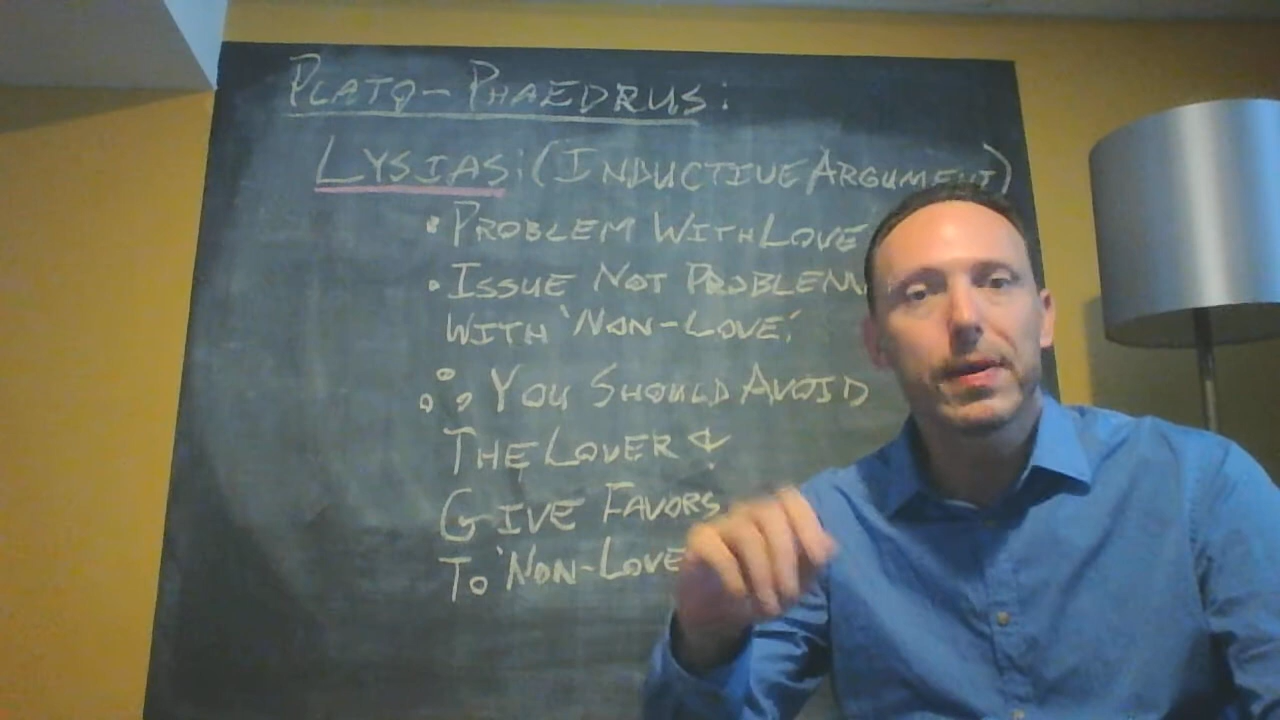 PLATO-PHAEDRUS:
LYSIAS: (INDUCTIVE ARGUMENT)
• PROBLEM WITH LOVE
• ISSUE NOT PROBLEM
WITH 'NON-LOVE'
∴ YOU SHOULD AVOID
THE LOVER &
GIVE FAVORS
TO 'NON-LOVE